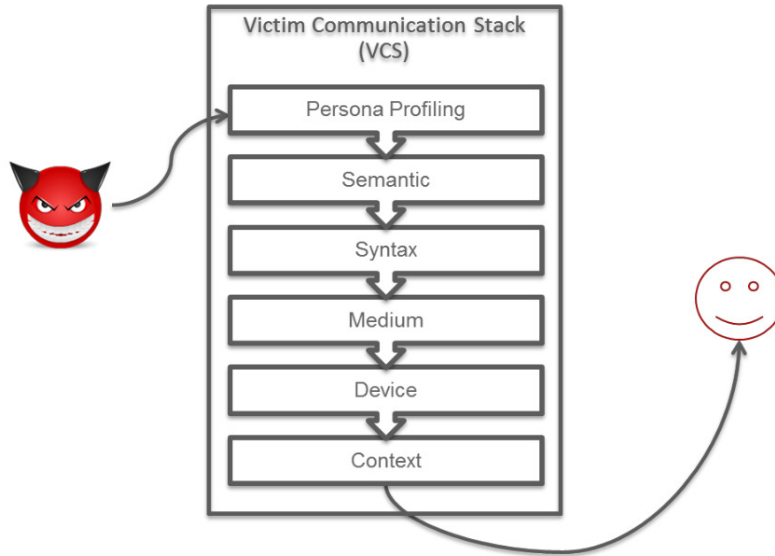 Victim Communication Stack
(VCS)
Persona Profiling
Semantic
Syntax
Medium
Device
Context